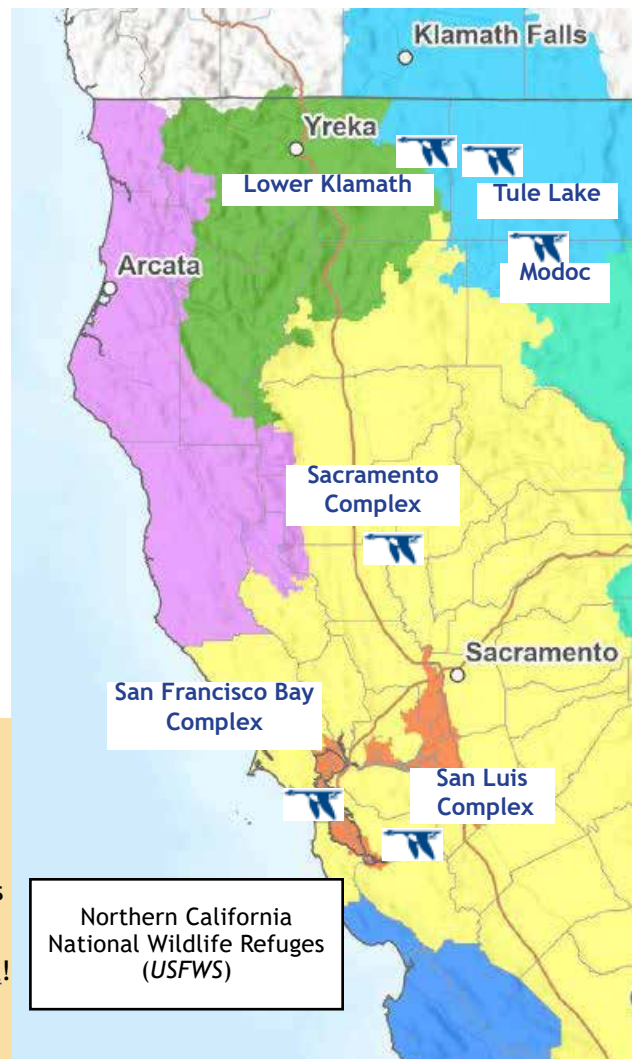 Klamath Falls
Yreka
Lower Klamath
Tule Lake
Modoc
Arcata
Sacramento
Complex
Sacramento
San Francisco Bay
Complex
San Luis
Complex
s
!
Northern California
National Wildlife Refuges
(USFWS)